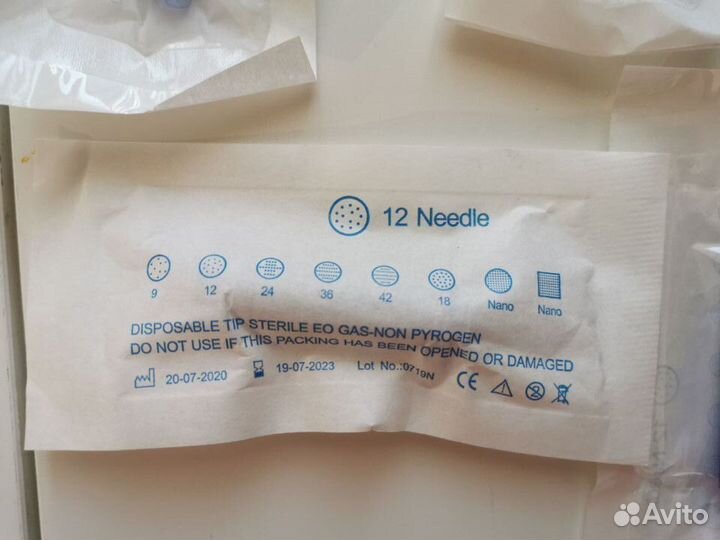 12 Needle
9 12 24 36 42 18 Nano Nano
DISPOSABLE TIP STERILE EO GAS-NON PYROGEN
DO NOT USE IF THIS PACKING HAS BEEN OPENED OR DAMAGED
20-07-2020 19-07-2023 Lot No.: CE
Avito